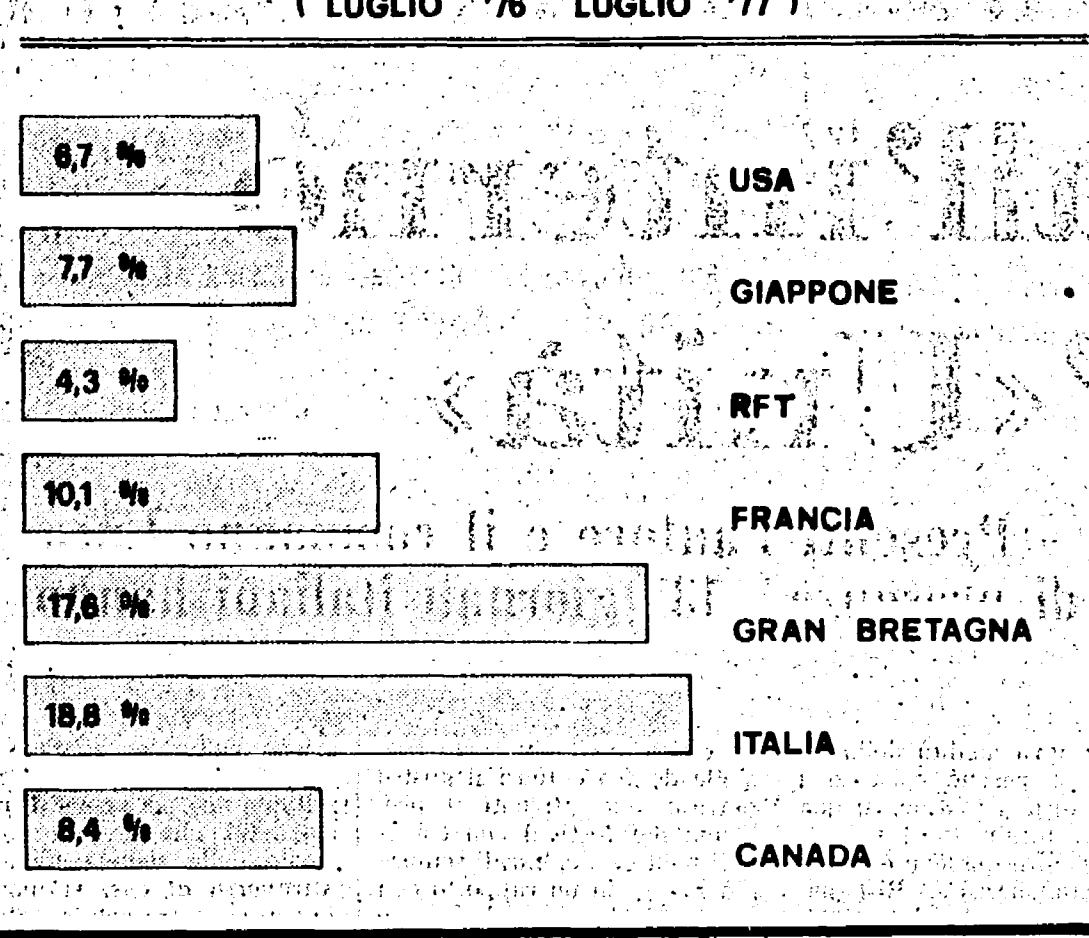 ( LUGLIO '76 LUGLIO '77 )
6,7 % USA
7,7 % GIAPPONE
4,3 % RFT
10,1 % FRANCIA
17,6 % GRAN BRETAGNA
18,8 % ITALIA
8,4 % CANADA